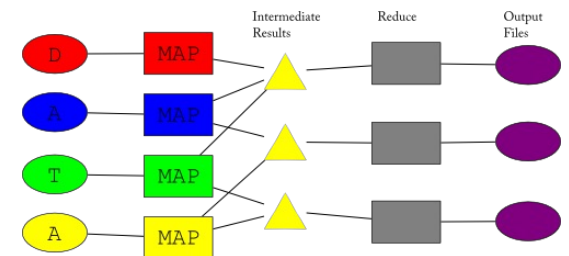 Intermediate
Results
Reduce
Output
Files
D
MAP
A
MAP
T
MAP
A
MAP